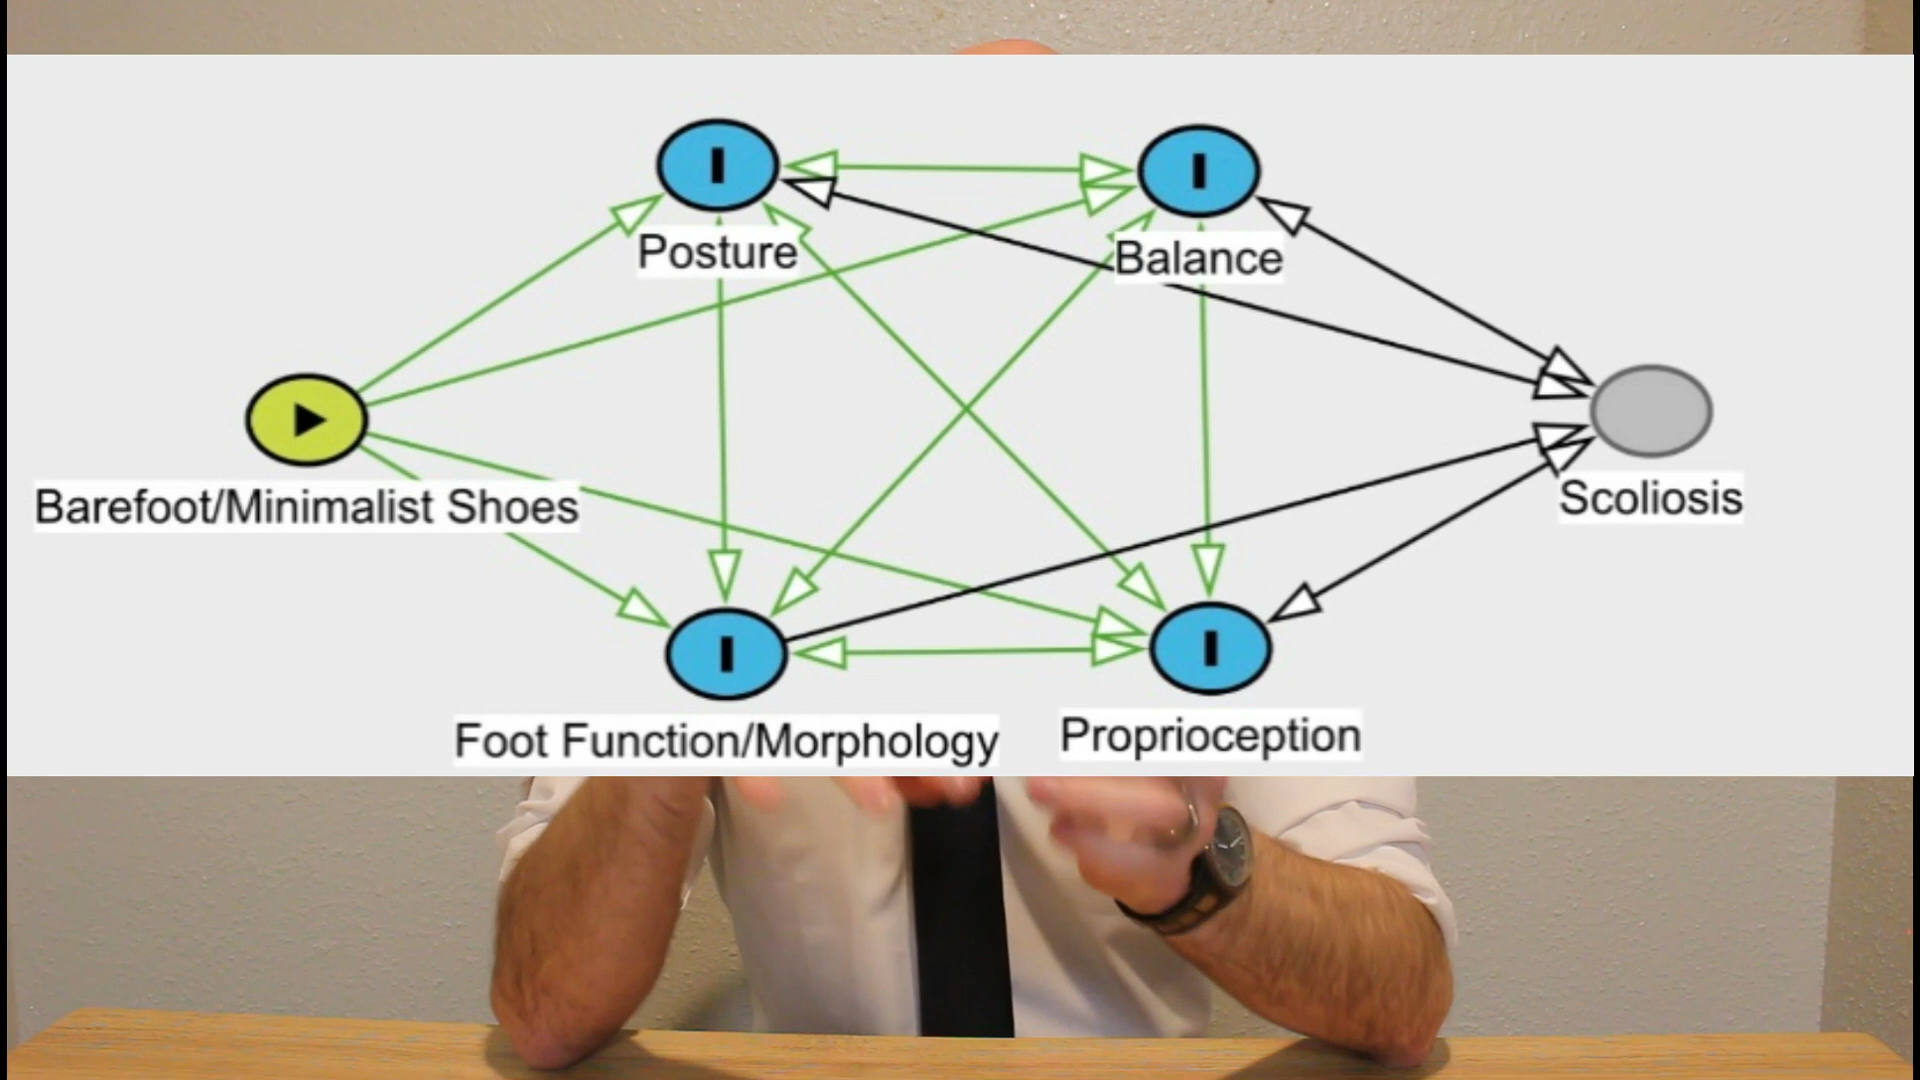 Posture
Balance
Barefoot/Minimalist Shoes
Scoliosis
Foot Function/Morphology
Proprioception